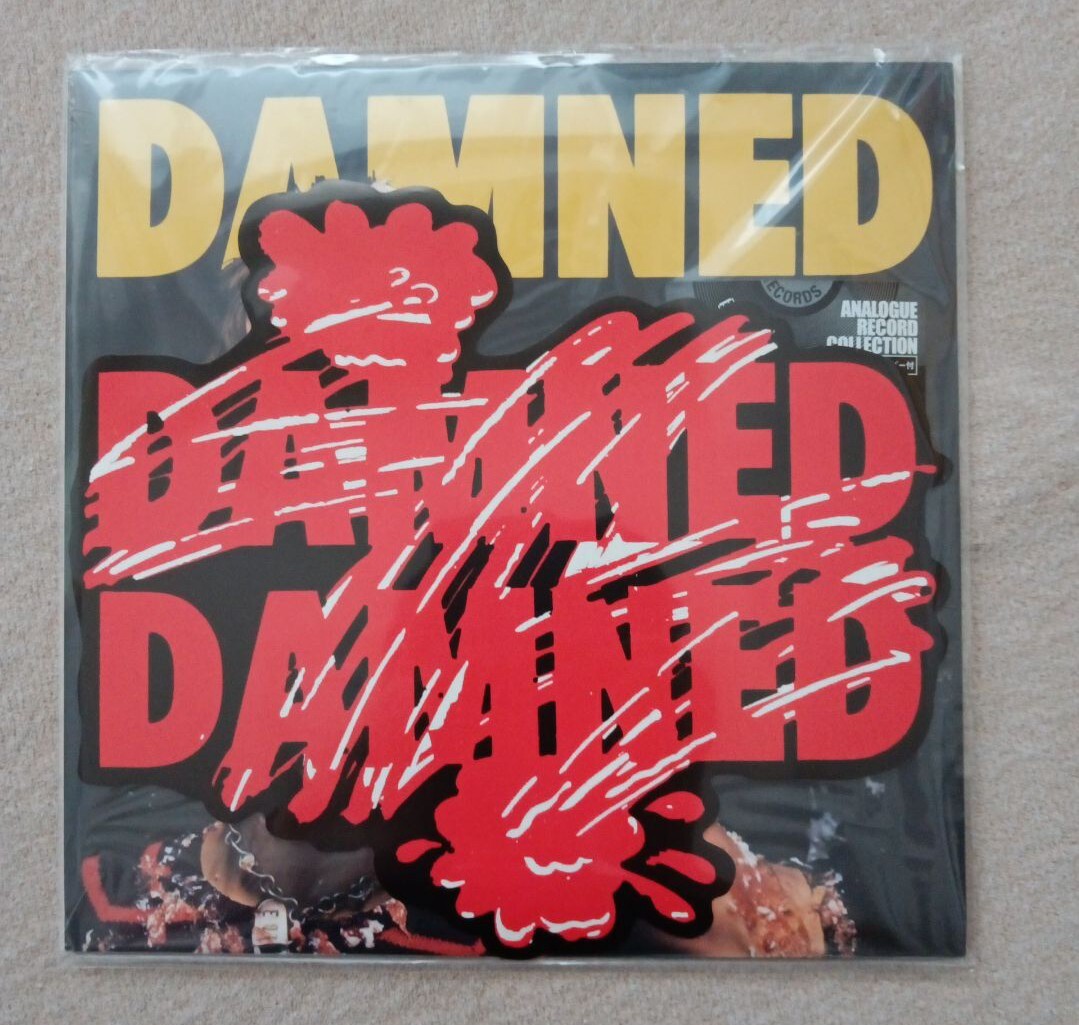 DAMNED
ECORDS
ANALOGUE
RECORD
COLLECTION
DAMNED
DAMNED